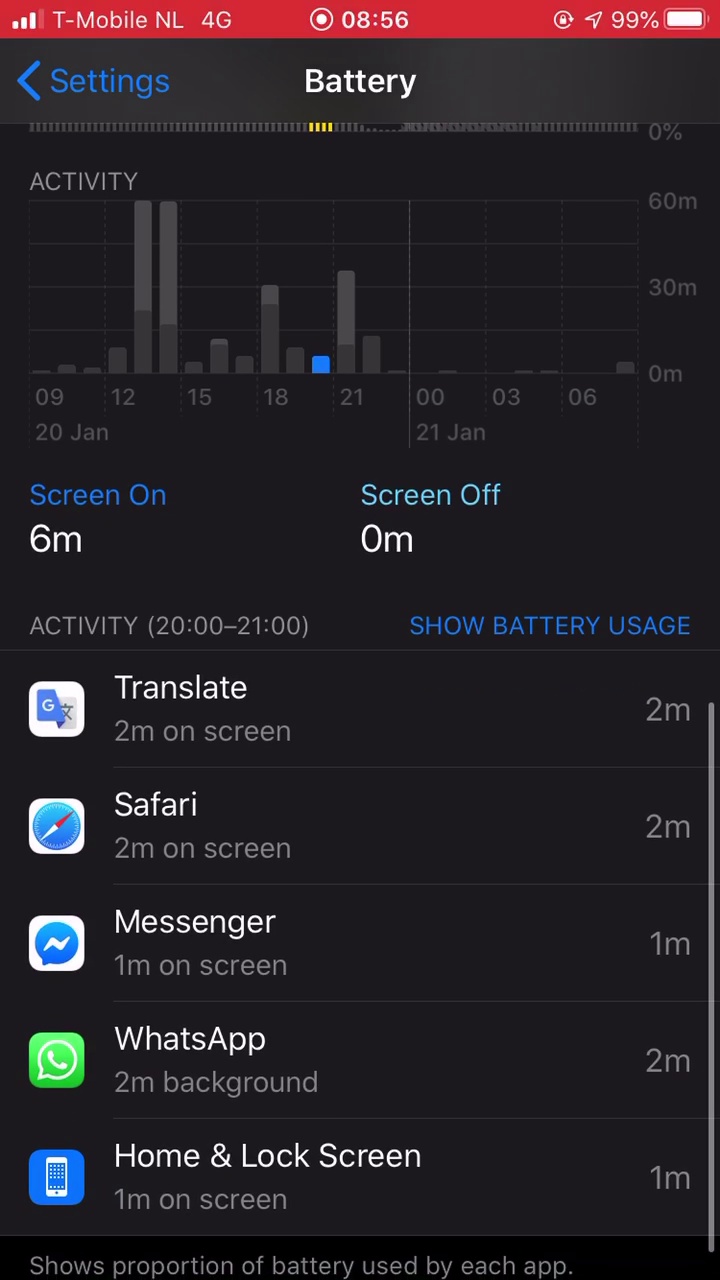 T-Mobile NL 4G 08:56 99%
Settings Battery
0%
ACTIVITY
60m
30m
0m
09 12 15 18 21 00 03 06
20 Jan 21 Jan
Screen On Screen Off
6m 0m
ACTIVITY (20:00–21:00) SHOW BATTERY USAGE
Translate
2m on screen 2m
Safari
2m on screen 2m
Messenger
1m on screen 1m
WhatsApp
2m background 2m
Home & Lock Screen
1m on screen 1m
Shows proportion of battery used by each app.